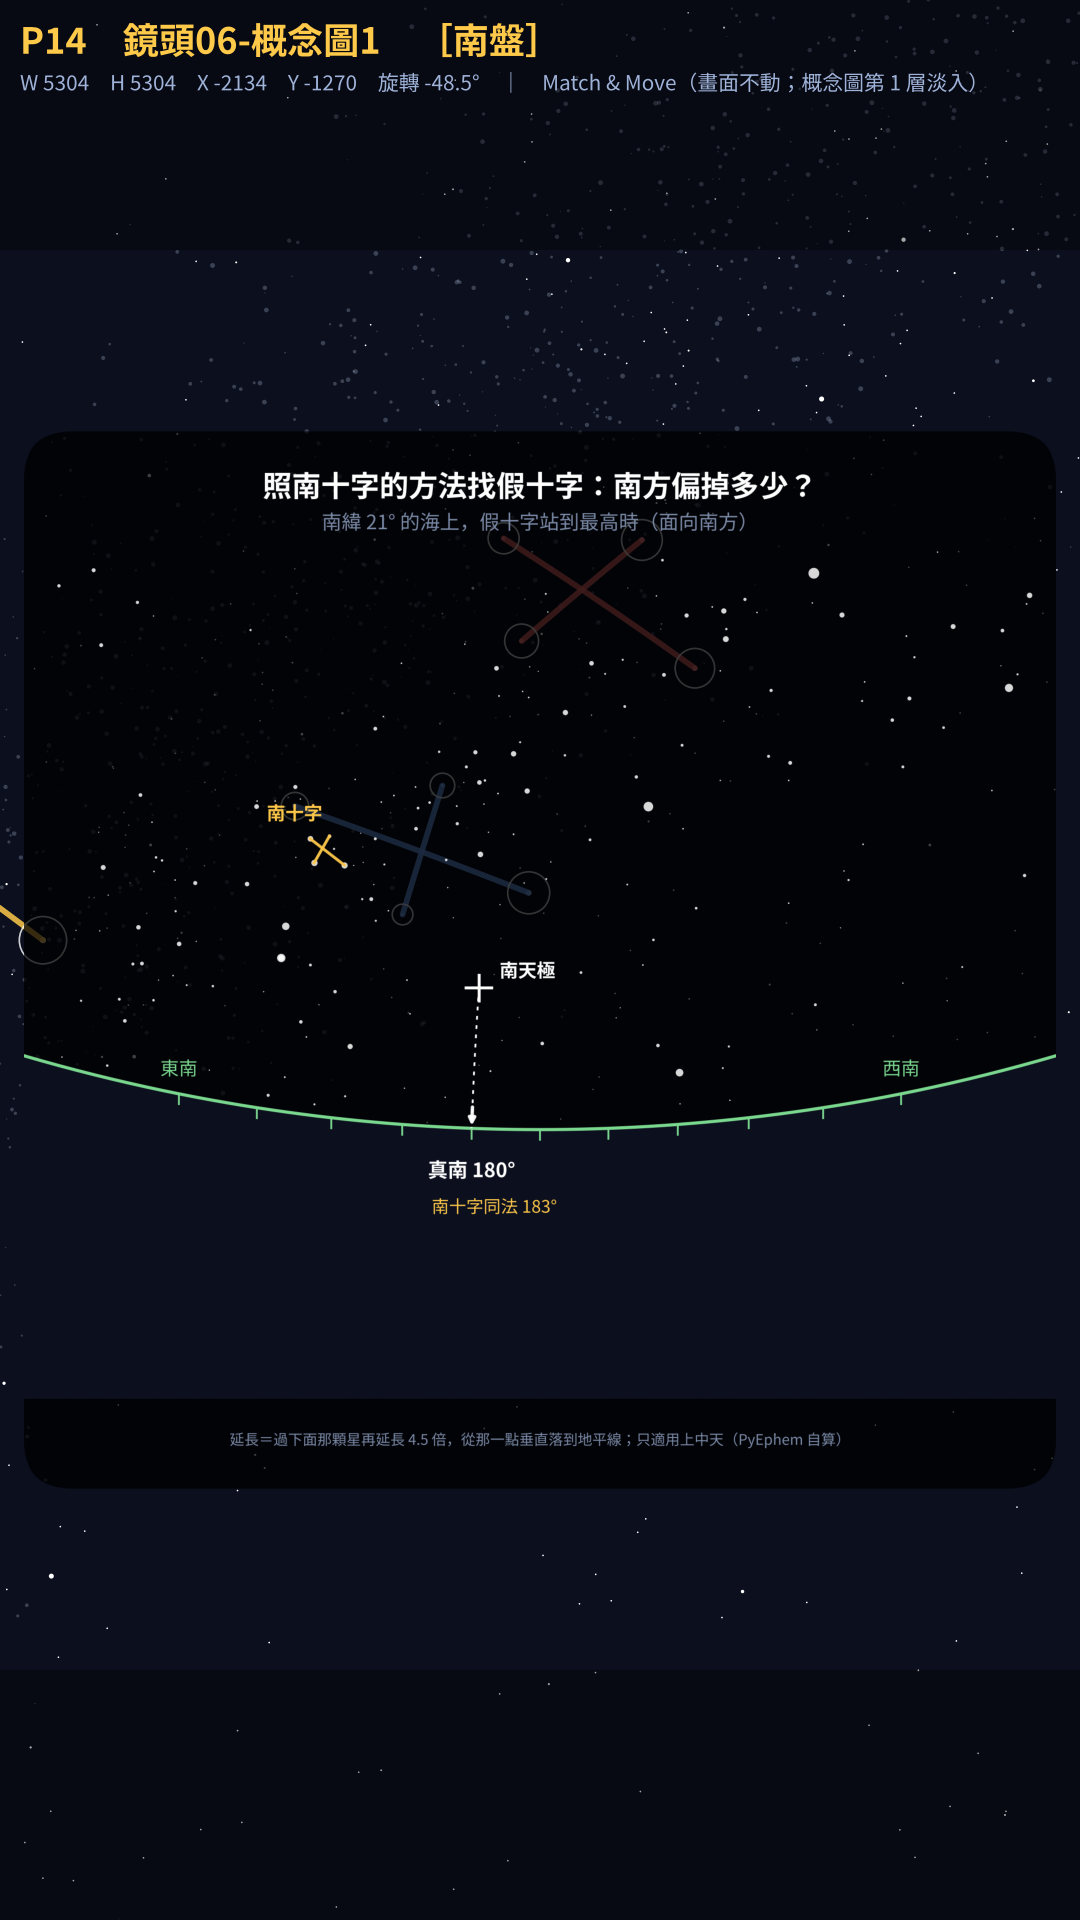 P14 鏡頭06-概念圖1 ［南盤］
W 5304 H 5304 X -2134 Y -1270 旋轉 -48.5° ｜ Match & Move（畫面不動；概念圖第 1 層淡入）
照南十字的方法找假十字：南方偏掉多少？
南緯 21° 的海上，假十字站到最高時（面向南方）
南十字
南天極
東南
西南
真南 180°
南十字同法 183°
延長＝過下面那顆星再延長 4.5 倍，從那一點垂直落到地平線；只適用上中天（PyEphem 自算）